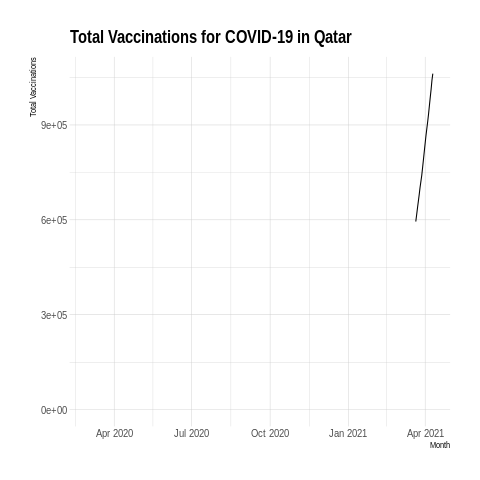 Total Vaccinations for COVID-19 in Qatar
Total Vaccinations
9e+05
6e+05
3e+05
0e+00
Apr 2020 Jul 2020 Oct 2020 Jan 2021 Apr 2021
Month